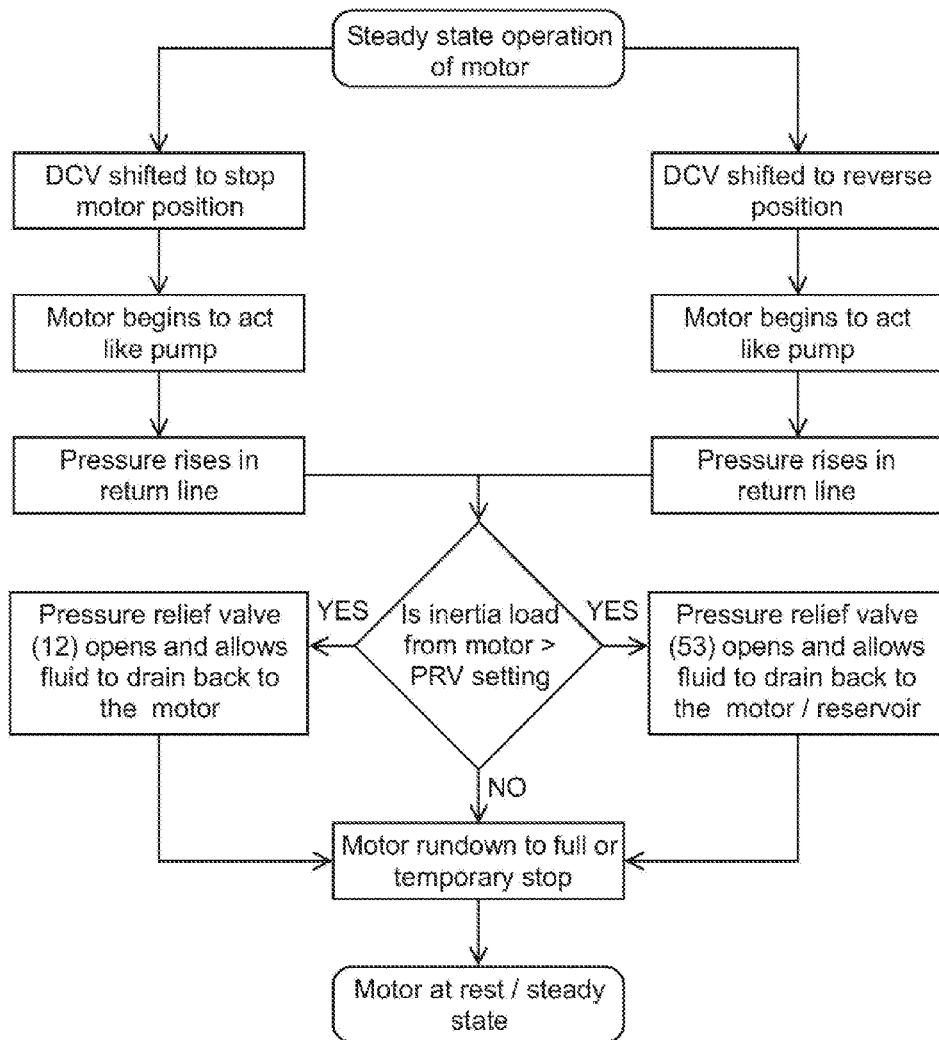 Steady state operation
of motor
DCV shifted to stop
motor position
DCV shifted to reverse
position
Motor begins to act
like pump
Motor begins to act
like pump
Pressure rises in
return line
Pressure rises in
return line
Pressure relief valve
(12) opens and allows
fluid to drain back to
the motor
YES
Is inertia load
from motor >
PRV setting
YES
Pressure relief valve
(53) opens and allows
fluid to drain back to
the motor / reservoir
NO
Motor rundown to full or
temporary stop
Motor at rest / steady
state